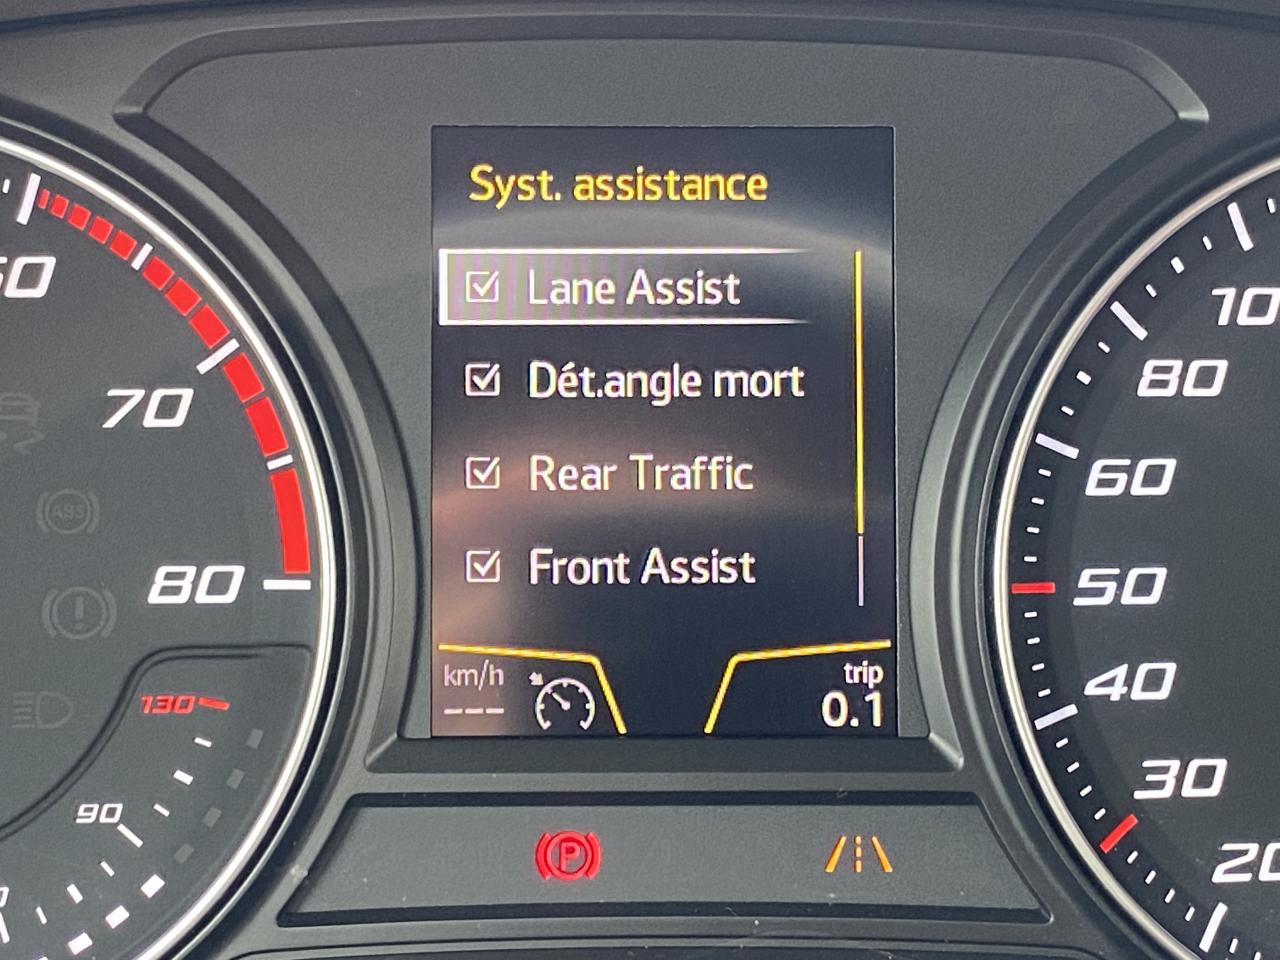 Syst. assistance
Lane Assist
Dét.angle mort
Rear Traffic
Front Assist
km/h
---
trip
0.1
70
80
130
90
ABS
P
80
60
50
40
30
20